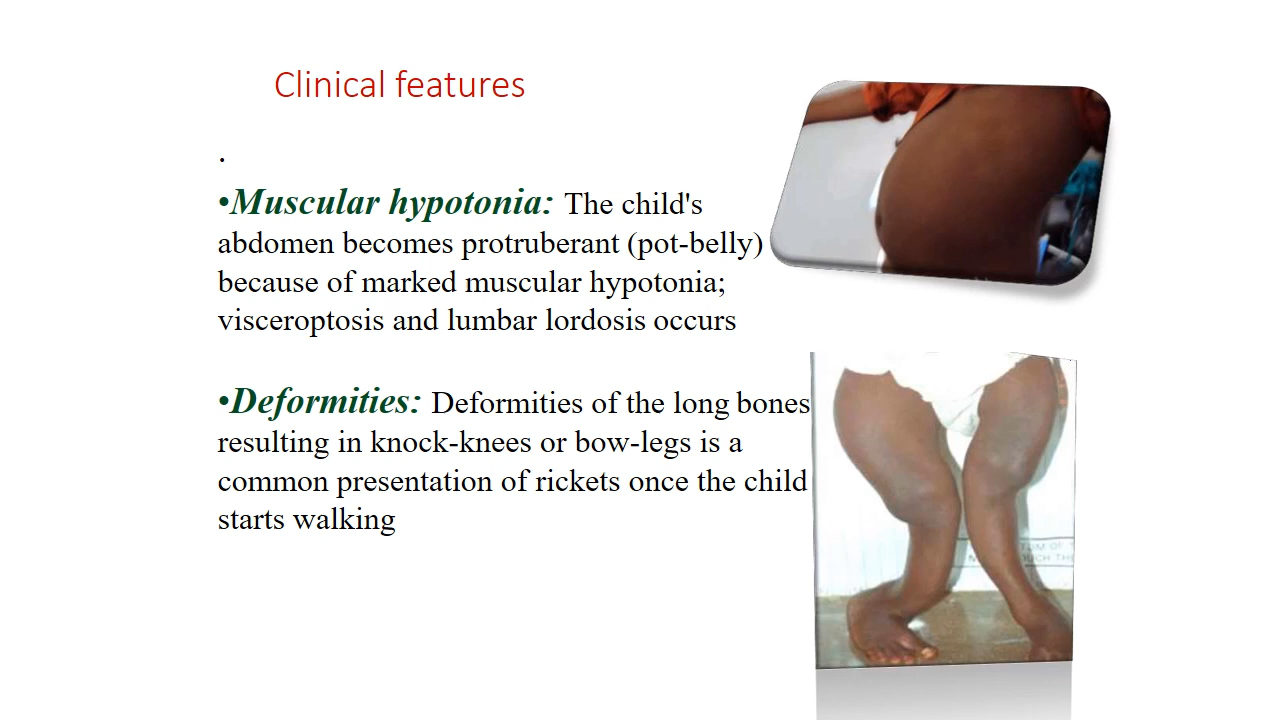 Clinical features
.
•Muscular hypotonia: The child's
abdomen becomes protruberant (pot-belly)
because of marked muscular hypotonia;
visceroptosis and lumbar lordosis occurs
•Deformities: Deformities of the long bones
resulting in knock-knees or bow-legs is a
common presentation of rickets once the child
starts walking